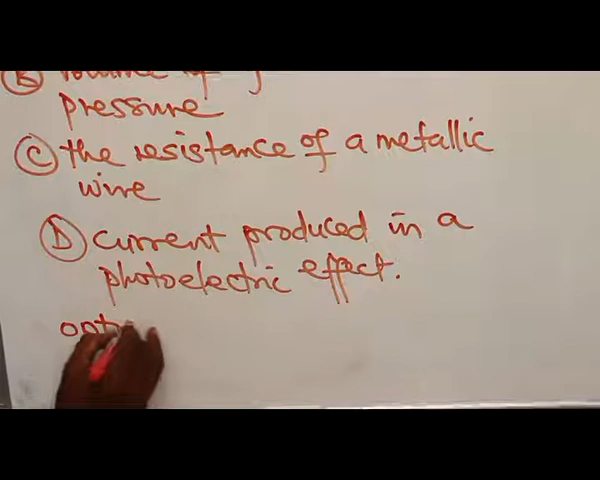 pressure
Ⓒ the resistance of a metallic
wire
Ⓓ current produced in a
photoelectric effect.